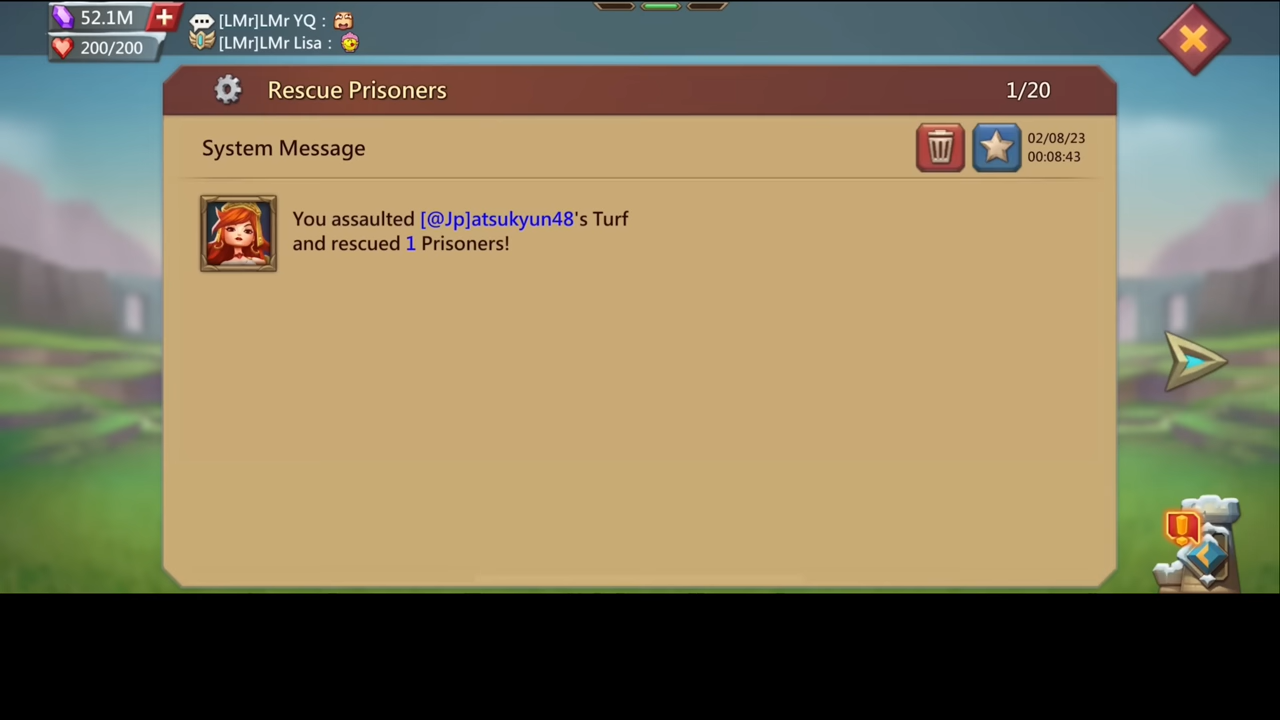 52.1M
[LMr]LMr YQ :
200/200
[LMr]LMr Lisa :
Rescue Prisoners
1/20
System Message
02/08/23
00:08:43
You assaulted [@Jp]atsukyun48's Turf
and rescued 1 Prisoners!